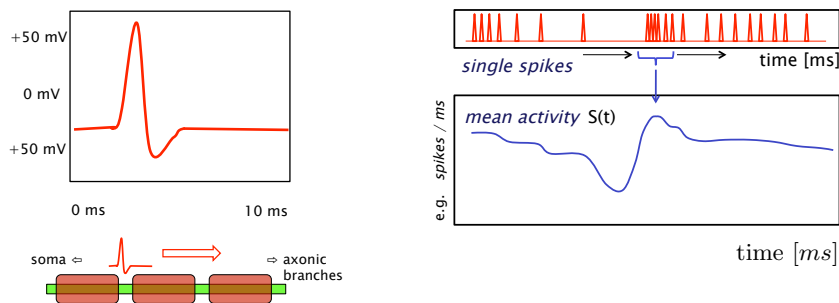 +50 mV
0 mV
+50 mV
0 ms
10 ms
soma ⇦
⇨ axonic
branches
single spikes
time [ms]
mean activity S(t)
e.g. spikes / ms
time [ms]